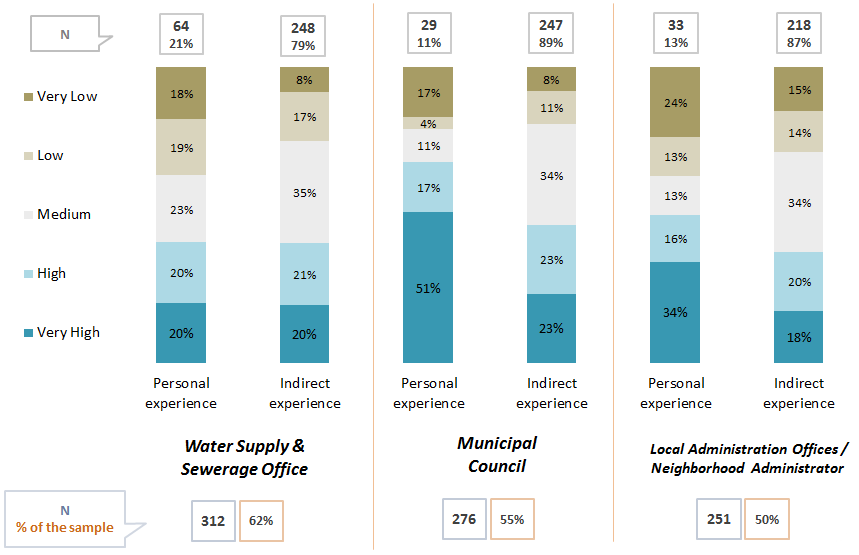 N
64
21%
248
79%
29
11%
247
89%
33
13%
218
87%
Very Low
Low
Medium
High
Very High
18%
19%
23%
20%
20%
8%
17%
35%
21%
20%
17%
4%
11%
17%
51%
8%
11%
34%
23%
23%
24%
13%
13%
16%
34%
15%
14%
34%
20%
18%
Personal
experience
Indirect
experience
Personal
experience
Indirect
experience
Personal
experience
Indirect
experience
Water Supply &
Sewerage Office
Municipal
Council
Local Administration Offices /
Neighborhood Administrator
N
% of the sample
312
62%
276
55%
251
50%